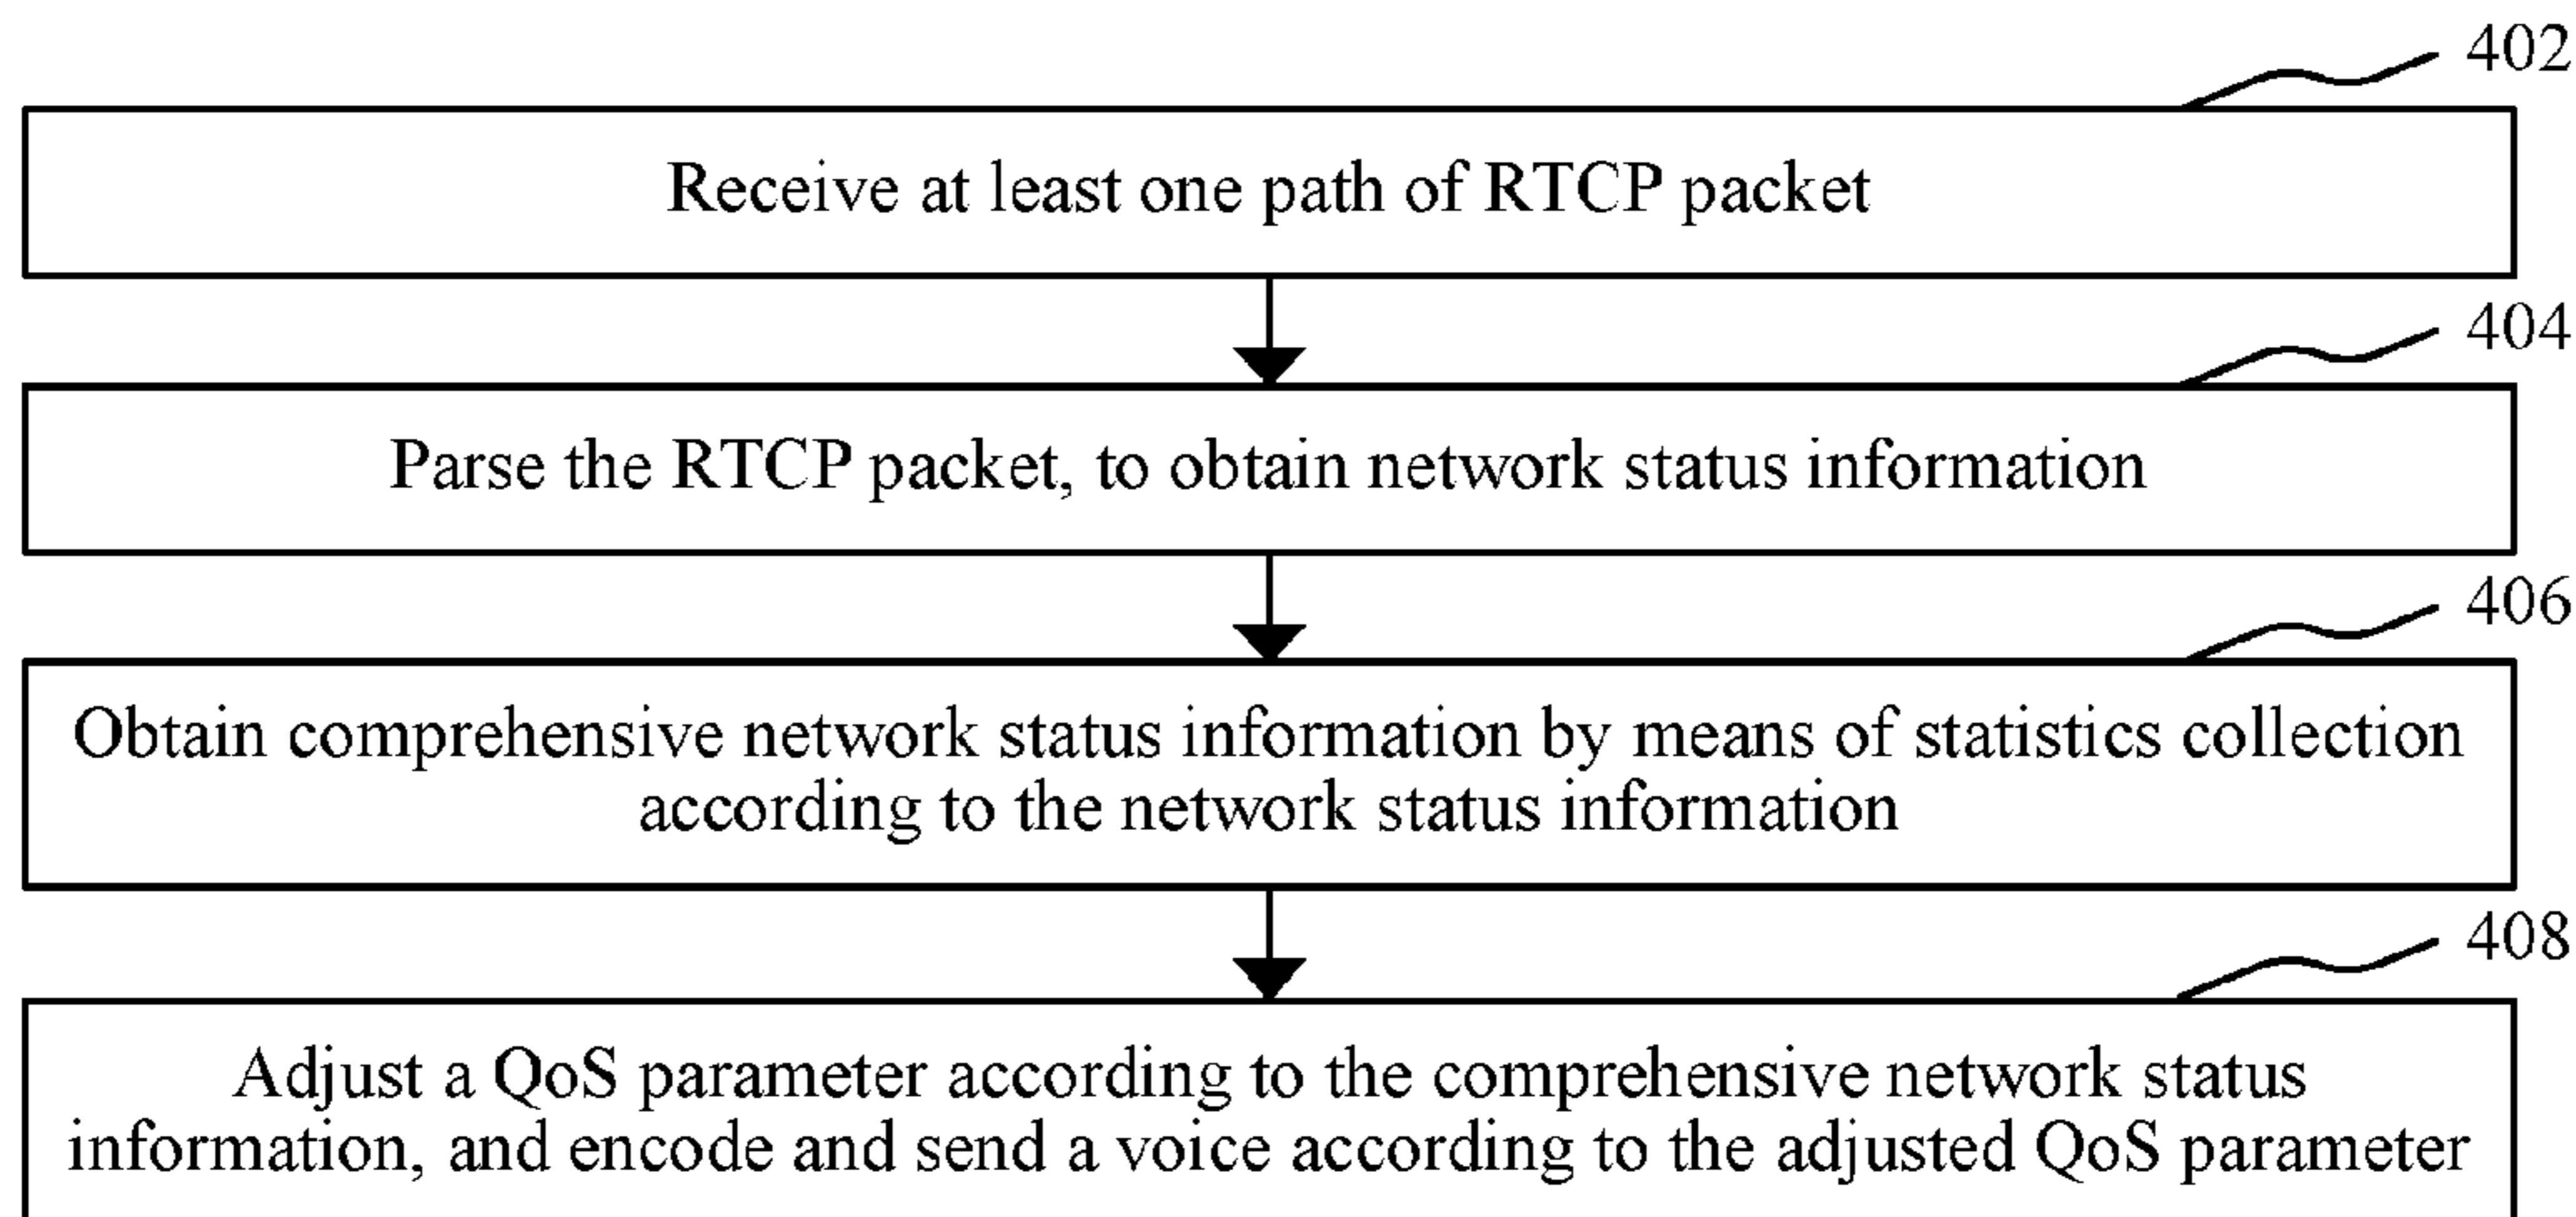 402
Receive at least one path of RTCP packet
404
Parse the RTCP packet, to obtain network status information
406
Obtain comprehensive network status information by means of statistics collection
according to the network status information
408
Adjust a QoS parameter according to the comprehensive network status
information, and encode and send a voice according to the adjusted QoS parameter